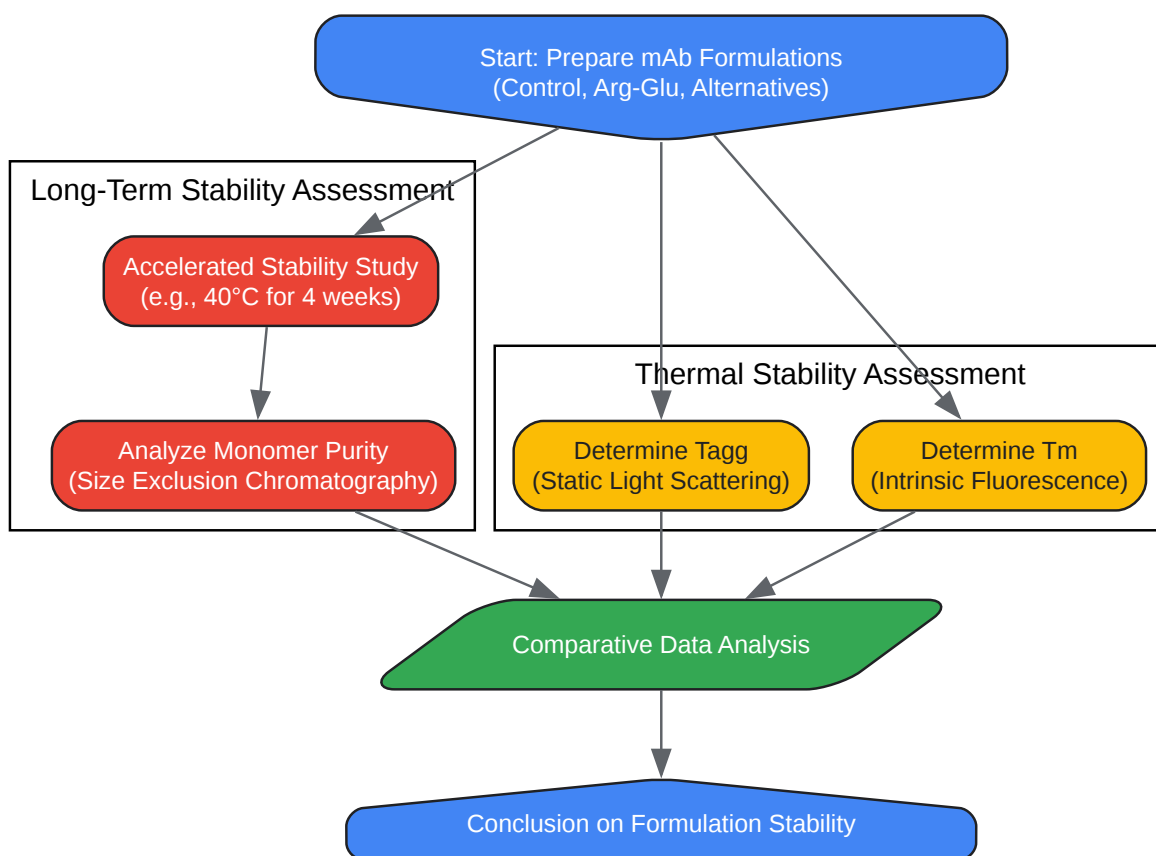 Start: Prepare mAb Formulations
(Control, Arg-Glu, Alternatives)
Long-Term Stability Assessment
Accelerated Stability Study
(e.g., 40°C for 4 weeks)
Thermal Stability Assessment
Analyze Monomer Purity
(Size Exclusion Chromatography)
Determine Tagg
(Static Light Scattering)
Determine Tm
(Intrinsic Fluorescence)
Comparative Data Analysis
Conclusion on Formulation Stability